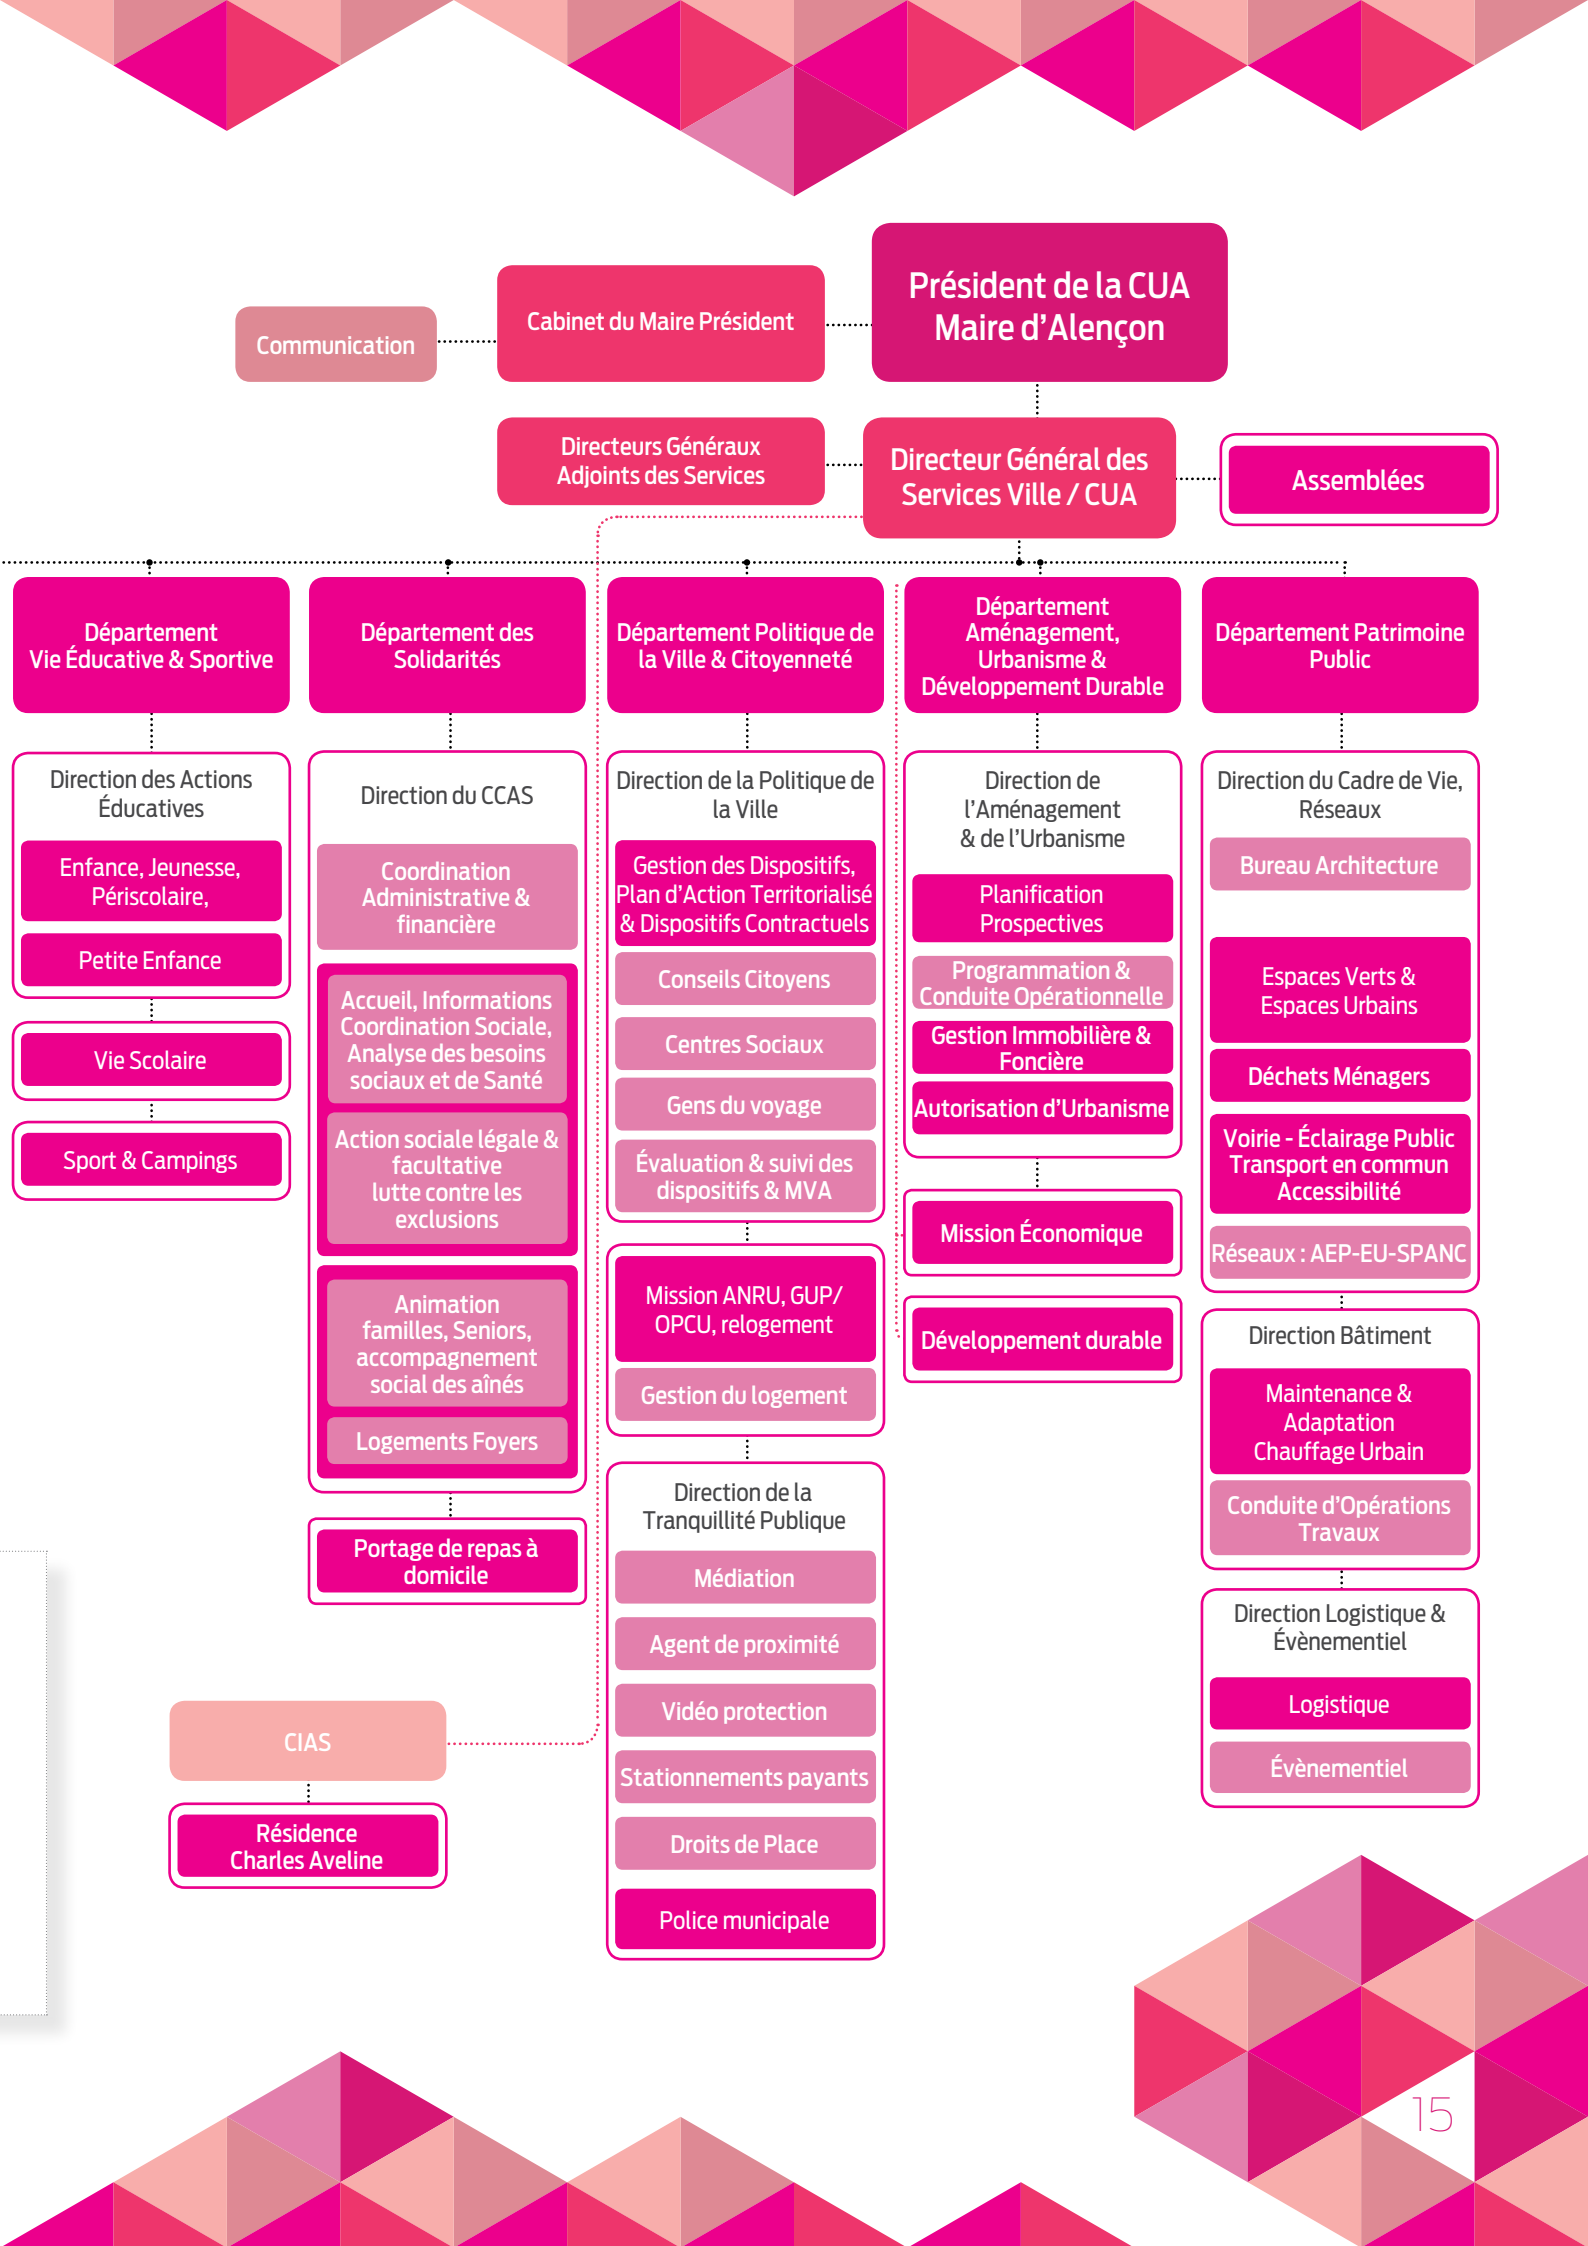 Président de la CUA
Maire d’Alençon
Cabinet du Maire Président
Communication
Directeurs Généraux
Adjoints des Services
Directeur Général des
Services Ville / CUA
Assemblées
Département
Vie Éducative & Sportive
Direction des Actions
Éducatives
Enfance, Jeunesse,
Périscolaire,
Petite Enfance
Vie Scolaire
Sport & Campings
Département des
Solidarités
Direction du CCAS
Coordination
Administrative &
financière
Accueil, Informations
Coordination Sociale,
Analyse des besoins
sociaux et de Santé
Action sociale légale &
facultative
lutte contre les
exclusions
Animation
familles, Seniors,
accompagnement
social des aînés
Logements Foyers
Portage de repas à
domicile
CIAS
Résidence
Charles Aveline
Département Politique de
la Ville & Citoyenneté
Direction de la Politique de
la Ville
Gestion des Dispositifs,
Plan d’Action Territorialisé
& Dispositifs Contractuels
Conseils Citoyens
Centres Sociaux
Gens du voyage
Évaluation & suivi des
dispositifs & MVA
Mission ANRU, GUP/
OPCU, relogement
Gestion du logement
Direction de la
Tranquillité Publique
Médiation
Agent de proximité
Vidéo protection
Stationnements payants
Droits de Place
Police municipale
Département
Aménagement,
Urbanisme &
Développement Durable
Direction de
l’Aménagement
& de l’Urbanisme
Planification
Prospectives
Programmation &
Conduite Opérationnelle
Gestion Immobilière &
Foncière
Autorisation d’Urbanisme
Mission Économique
Développement durable
Département Patrimoine
Public
Direction du Cadre de Vie,
Réseaux
Bureau Architecture
Espaces Verts &
Espaces Urbains
Déchets Ménagers
Voirie - Éclairage Public
Transport en commun
Accessibilité
Réseaux : AEP-EU-SPANC
Direction Bâtiment
Maintenance &
Adaptation
Chauffage Urbain
Conduite d’Opérations
Travaux
Direction Logistique &
Évènementiel
Logistique
Évènementiel
15